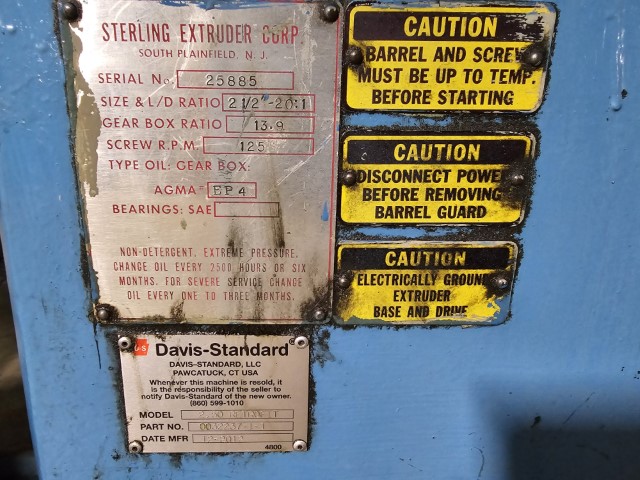 STERLING EXTRUDER CORP.
SOUTH PLAINFIELD, N. J.
SERIAL No. 25885
SIZE & L/D RATIO 2 1/2"-20:1
GEAR BOX RATIO 13.9
SCREW R.P.M. 125
TYPE OIL: GEAR BOX:
AGMA# EP4
BEARINGS: SAE
NON-DETERGENT, EXTREME PRESSURE,
CHANGE OIL EVERY 2500 HOURS OR SIX
MONTHS. FOR SEVERE SERVICE CHANGE
OIL EVERY ONE TO THREE MONTHS.
CAUTION
BARREL AND SCREW
MUST BE UP TO TEMP.
BEFORE STARTING
CAUTION
DISCONNECT POWER
BEFORE REMOVING
BARREL GUARD
CAUTION
ELECTRICALLY GROUND
EXTRUDER
BASE AND DRIVE
Davis-Standard®
DAVIS-STANDARD, LLC
PAWCATUCK, CT USA
Whenever this machine is resold, it
is the responsibility of the seller to
notify Davis-Standard of the new owner.
(860) 599-1010
MODEL
PART NO.
DATE MFR
4600